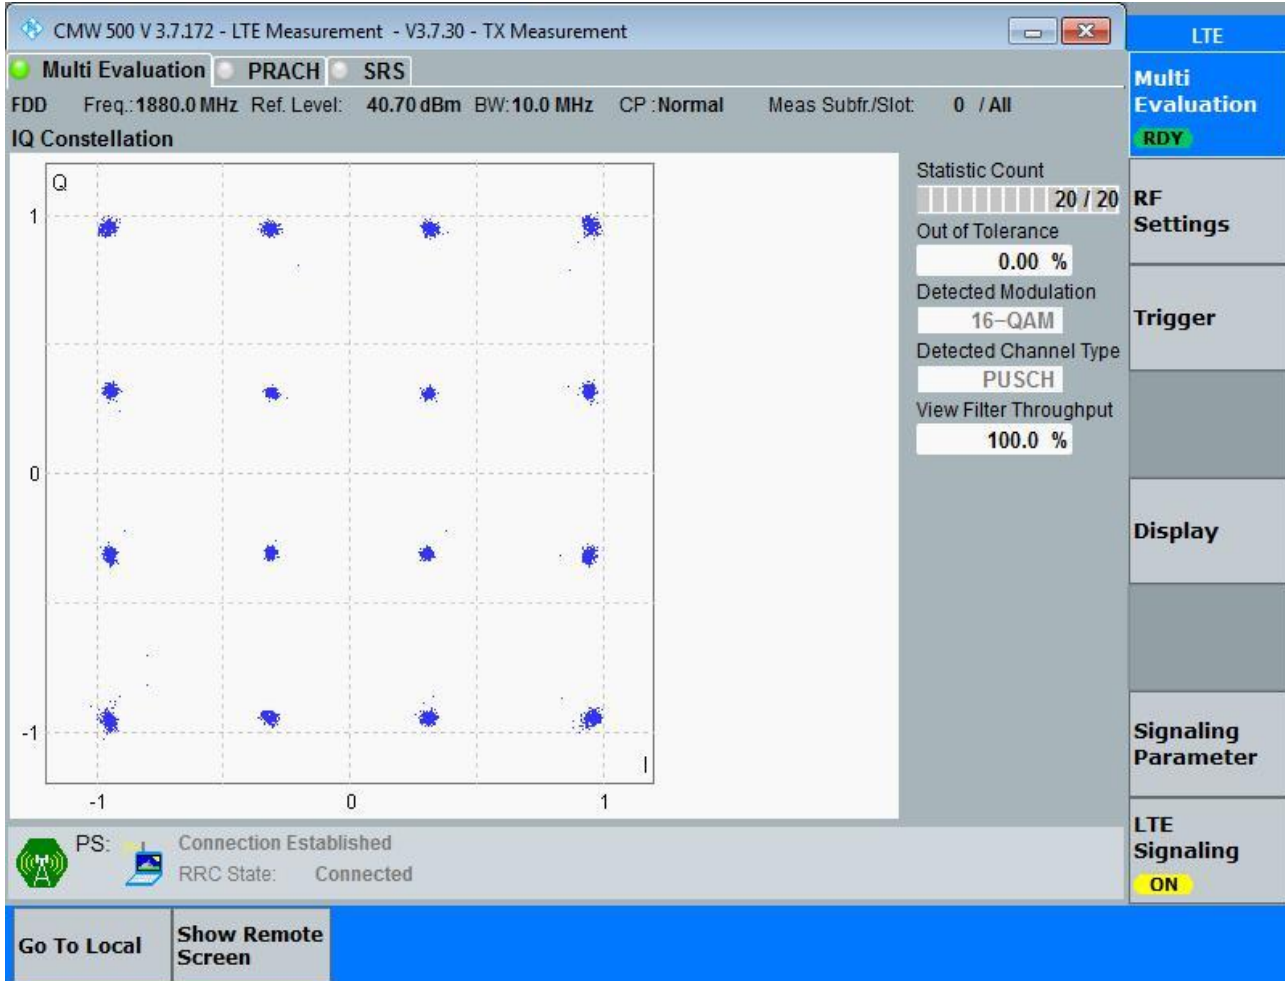 CMW 500 V 3.7.172 - LTE Measurement - V3.7.30 - TX Measurement
LTE
Multi Evaluation PRACH SRS
FDD Freq.:1880.0 MHz Ref. Level: 40.70 dBm BW:10.0 MHz CP :Normal Meas Subfr./Slot: 0 / All
IQ Constellation
Q
1
0
-1
I
-1 0 1
Statistic Count
20 / 20
Out of Tolerance
0.00 %
Detected Modulation
16-QAM
Detected Channel Type
PUSCH
View Filter Throughput
100.0 %
Multi
Evaluation
RDY
RF
Settings
Trigger
Display
Signaling
Parameter
LTE
Signaling
ON
PS: Connection Established
RRC State: Connected
Go To Local
Show Remote
Screen